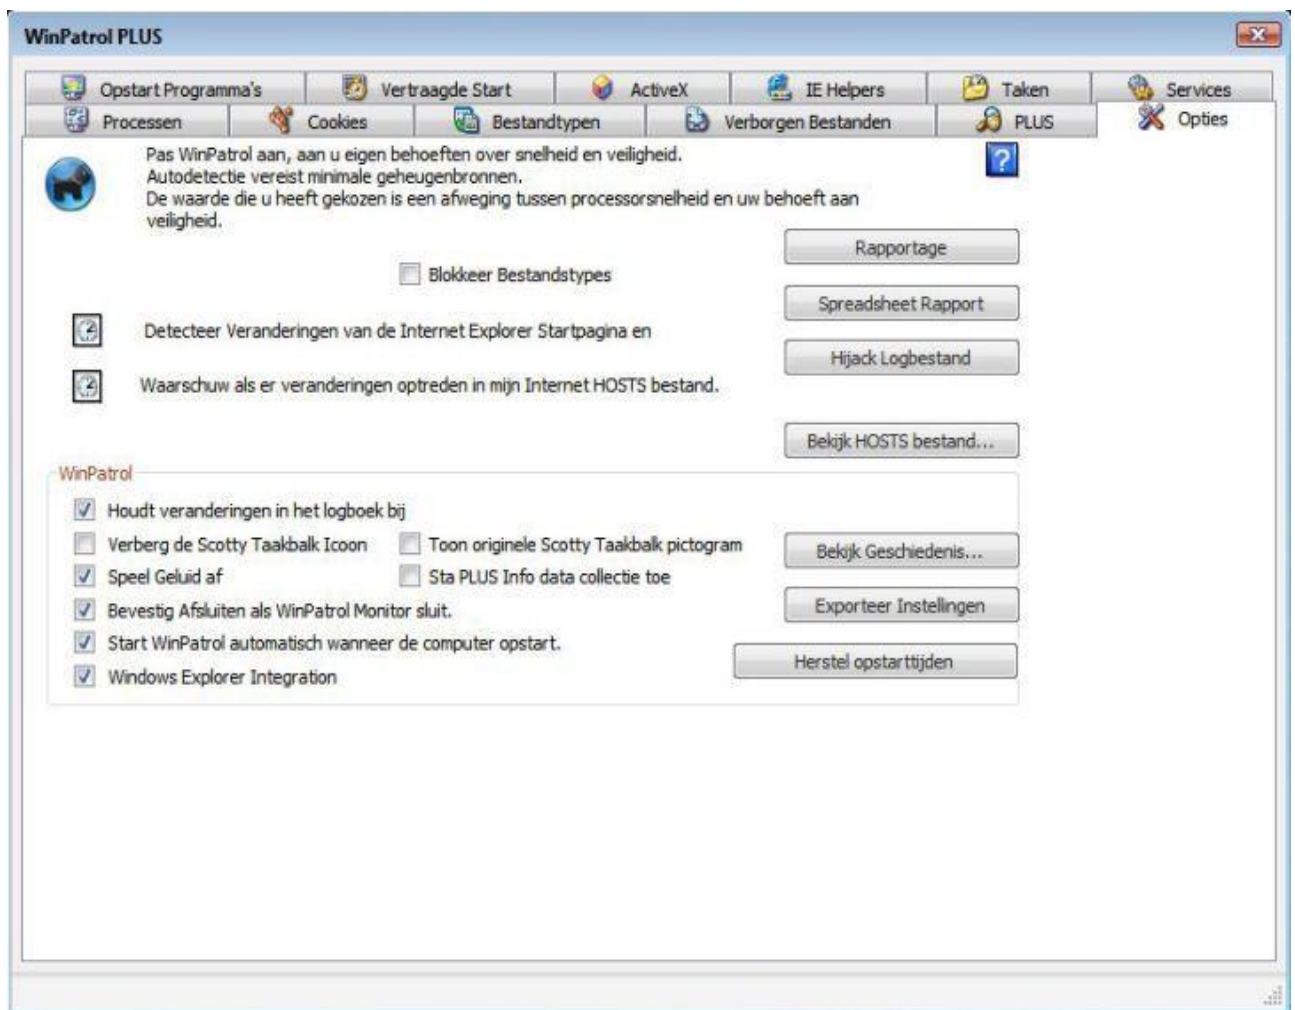 WinPatrol PLUS
Opstart Programma's
Vertraagde Start
ActiveX
IE Helpers
Taken
Services
Processen
Cookies
Bestandtypen
Verborgen Bestanden
PLUS
Opties
Pas WinPatrol aan, aan u eigen behoeften over snelheid en veiligheid.
Autodetectie vereist minimale geheugenbronnen.
De waarde die u heeft gekozen is een afweging tussen processorsnelheid en uw behoeft aan
veiligheid.
?
Rapportage
Blokkeer Bestandstypes
Spreadsheet Rapport
Detecteer Veranderingen van de Internet Explorer Startpagina en
Hijack Logbestand
Waarschuw als er veranderingen optreden in mijn Internet HOSTS bestand.
Bekijk HOSTS bestand...
WinPatrol
Houdt veranderingen in het logboek bij
Verberg de Scotty Taakbalk Icoon
Toon originele Scotty Taakbalk pictogram
Bekijk Geschiedenis...
Speel Geluid af
Sta PLUS Info data collectie toe
Bevestig Afsluiten als WinPatrol Monitor sluit.
Exporteer Instellingen
Start WinPatrol automatisch wanneer de computer opstart.
Herstel opstarttijden
Windows Explorer Integration